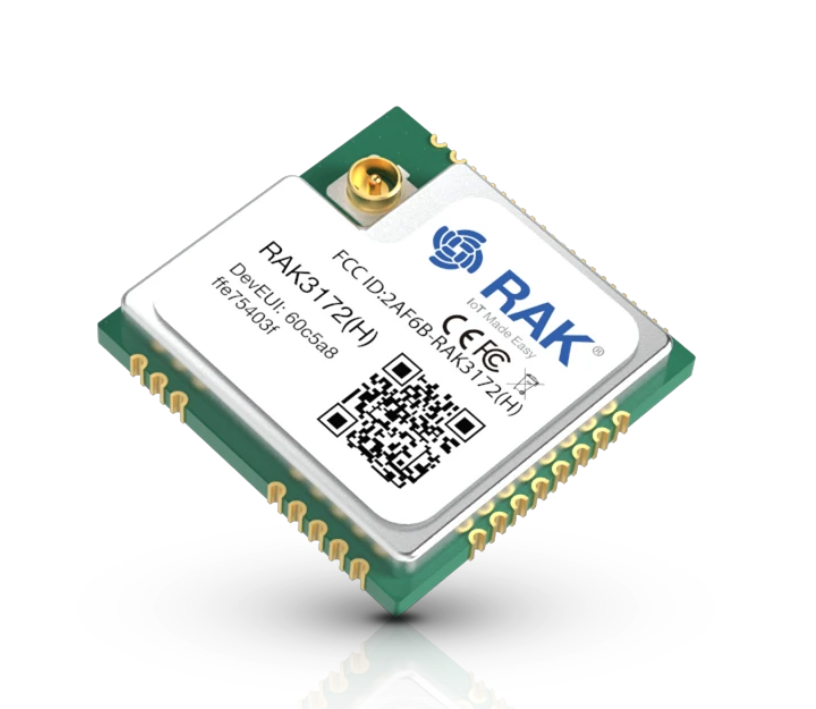 RAK®
IoT Made Easy
CE FC
FCC ID:2AF6B-RAK3172(H)
RAK3172(H)
DevEUI: 60c5a8
ffe75403f